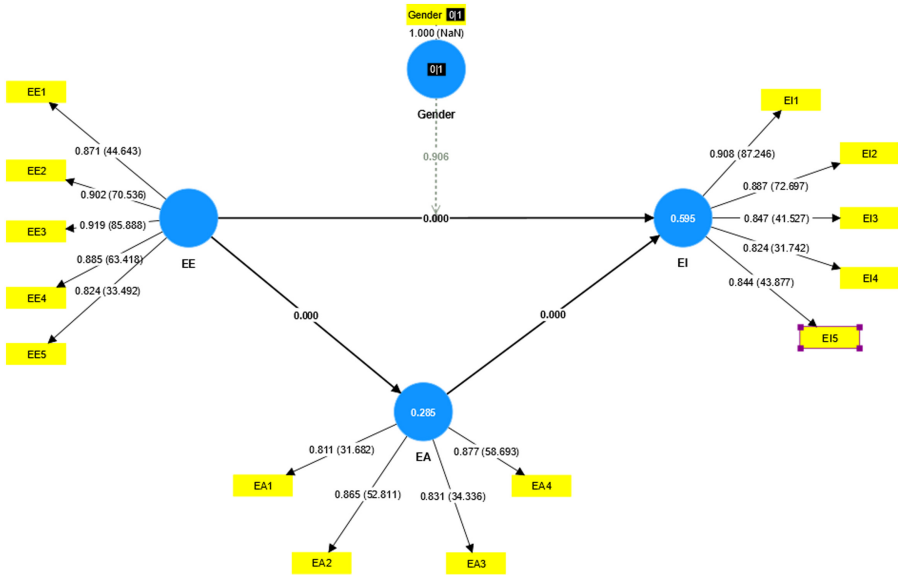 Gender 0|1
1.000 (NaN)
0|1
Gender
0.906
EE1
EE2
EE3
EE4
EE5
0.871 (44.643)
0.902 (70.536)
0.919 (85.888)
0.885 (63.418)
0.824 (33.492)
EE
0.000
0.595
EI
EI1
EI2
EI3
EI4
EI5
0.908 (87.246)
0.887 (72.697)
0.847 (41.527)
0.824 (31.742)
0.844 (43.877)
0.000
0.000
0.285
EA
0.811 (31.682)
0.865 (52.811)
0.831 (34.336)
0.877 (58.693)
EA1
EA2
EA3
EA4